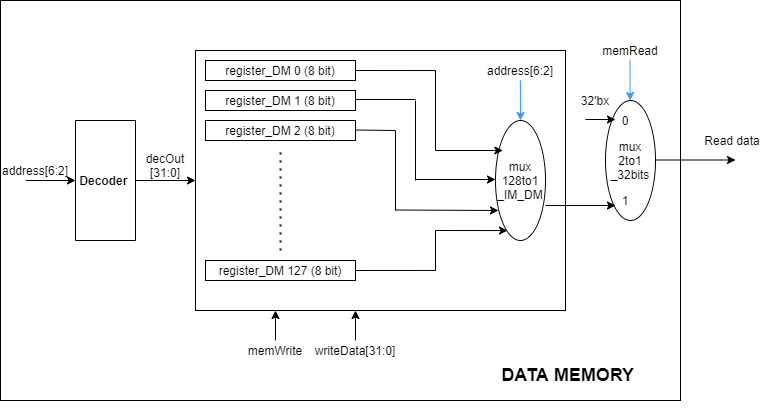 memRead
register_DM 0 (8 bit)
address[6:2]
register_DM 1 (8 bit)
32'bx
0
register_DM 2 (8 bit)
Read data
mux
2to1
_32bits
decOut
[31:0]
address[6:2]
Decoder
mux
128to1
_IM_DM
1
register_DM 127 (8 bit)
memWrite
writeData[31:0]
DATA MEMORY